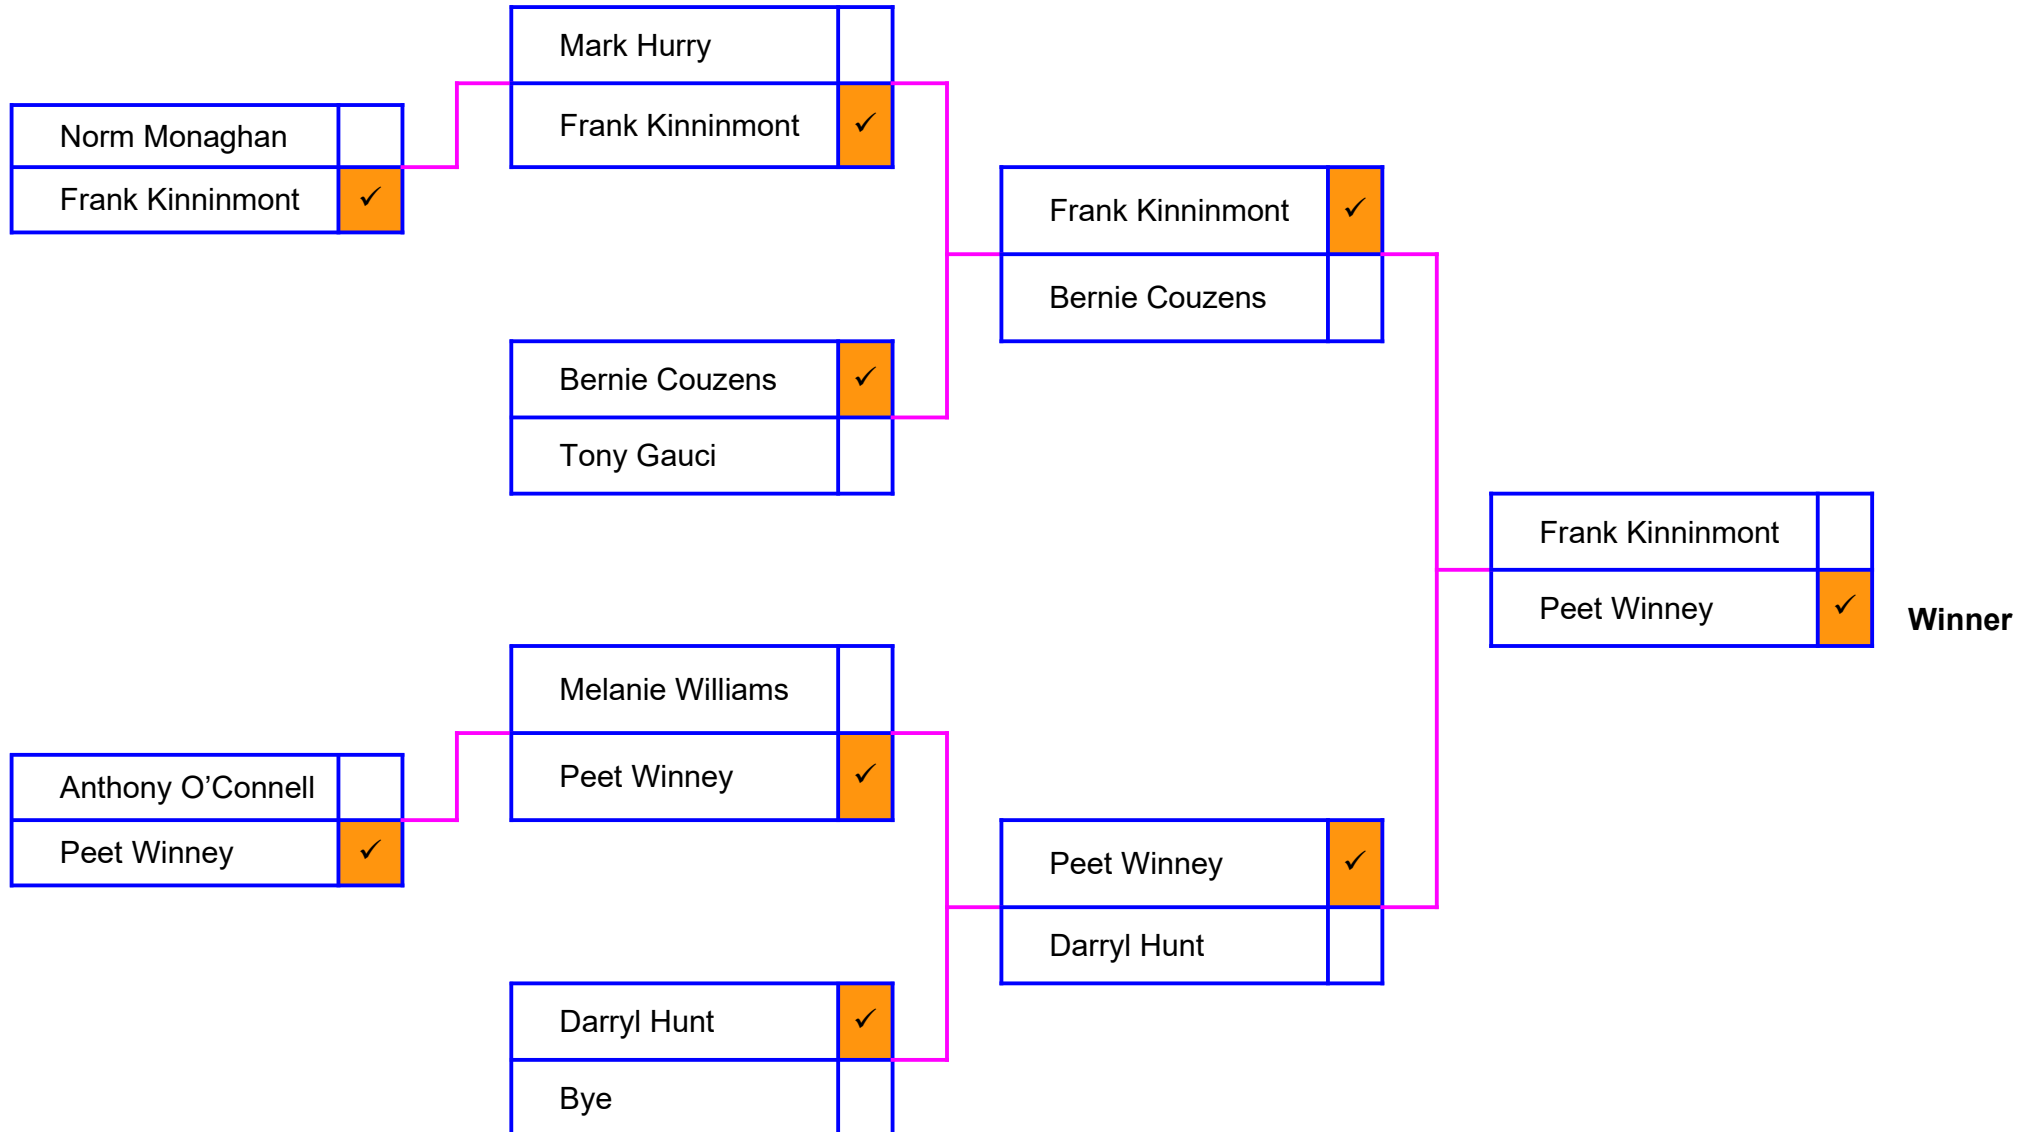 Norm Monaghan
Frank Kinninmont ✓
Anthony O’Connell
Peet Winney ✓
Mark Hurry
Frank Kinninmont ✓
Bernie Couzens ✓
Tony Gauci
Melanie Williams
Peet Winney ✓
Darryl Hunt ✓
Bye
Frank Kinninmont ✓
Bernie Couzens
Peet Winney ✓
Darryl Hunt
Frank Kinninmont
Peet Winney ✓
Winner